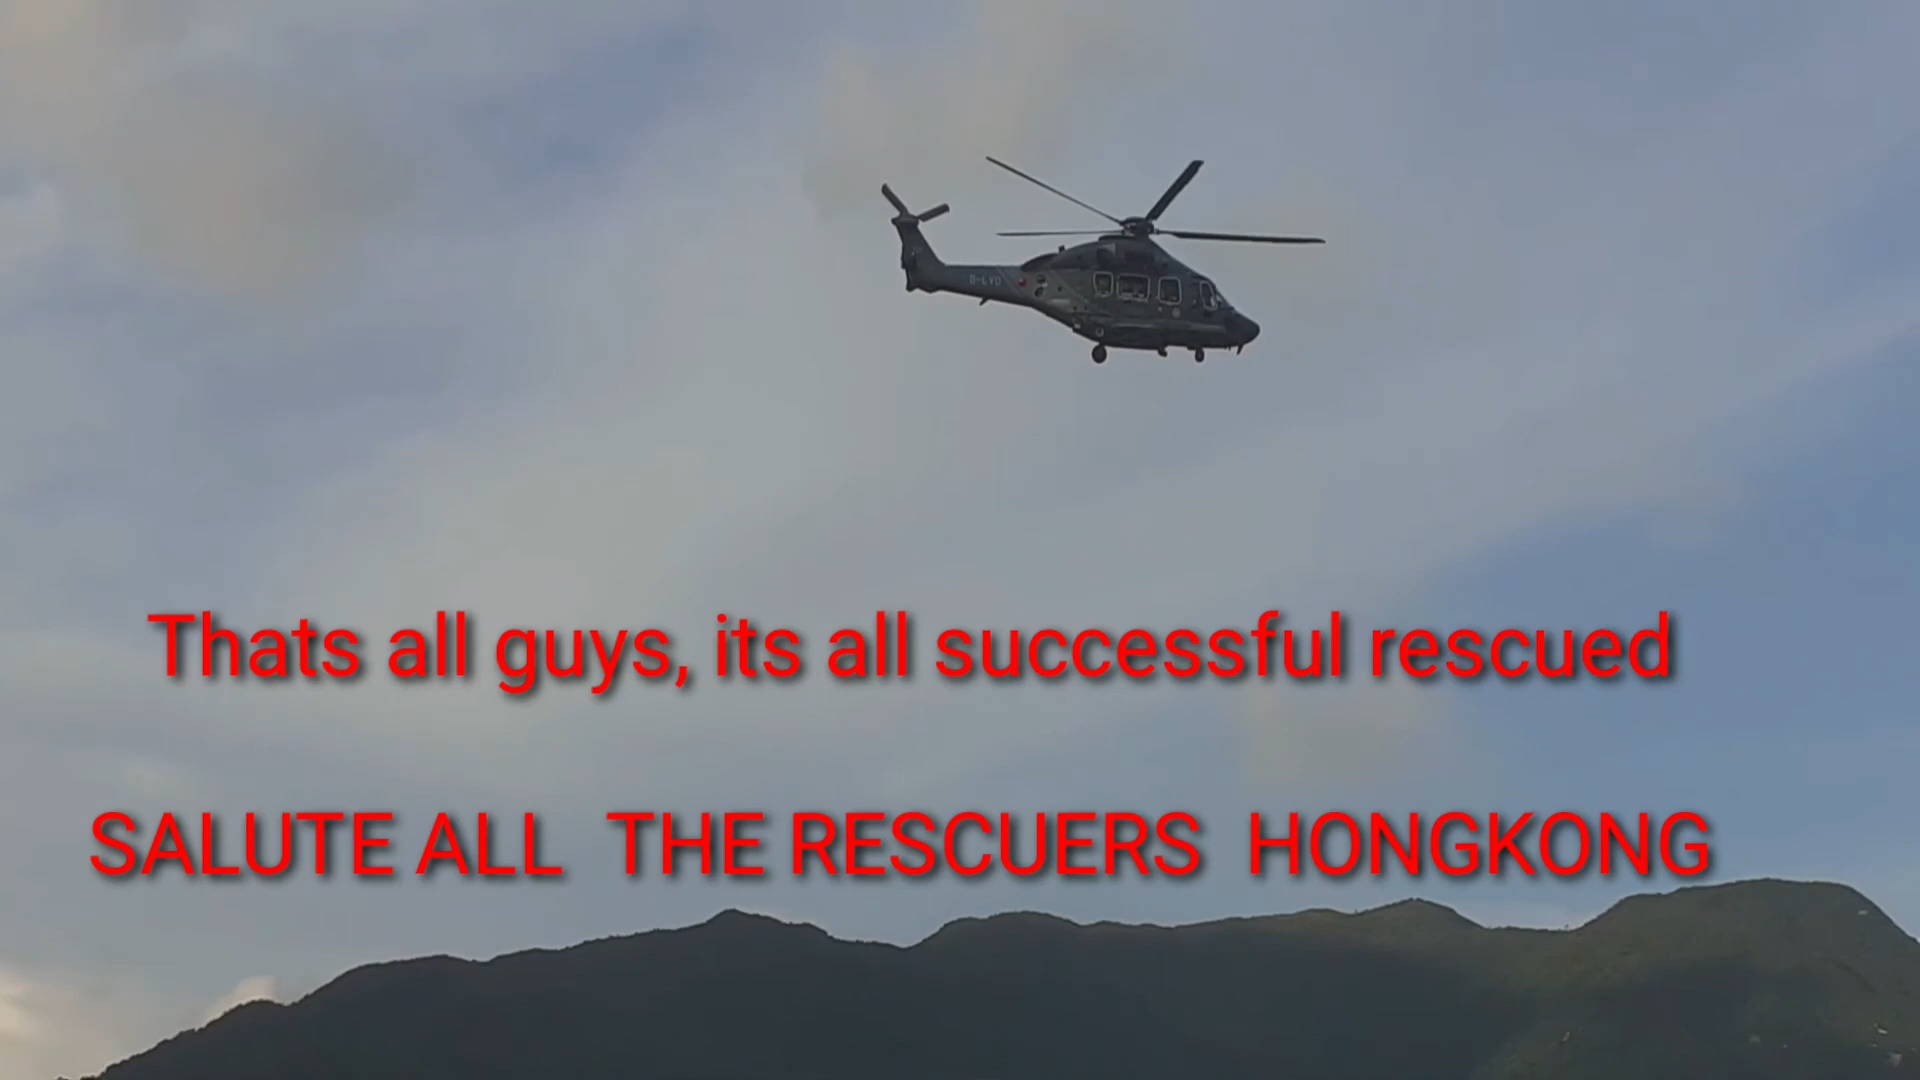 Thats all guys, its all successful rescued
SALUTE ALL THE RESCUERS HONGKONG